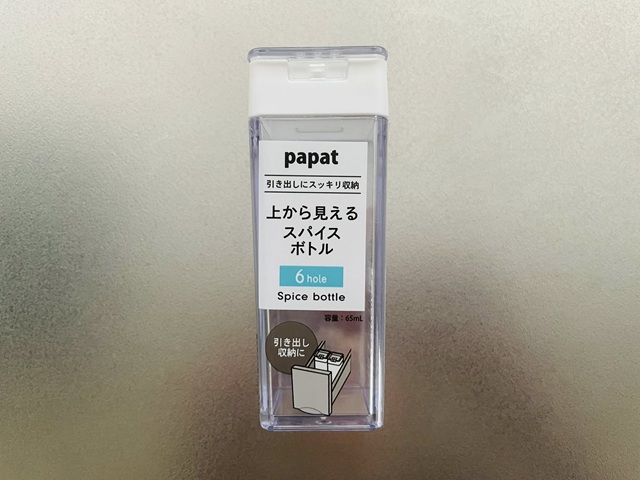 papat
引き出しにスッキリ収納
上から見える
スパイス
ボトル
6 hole
Spice bottle
容量:65mL
引き出し
収納に